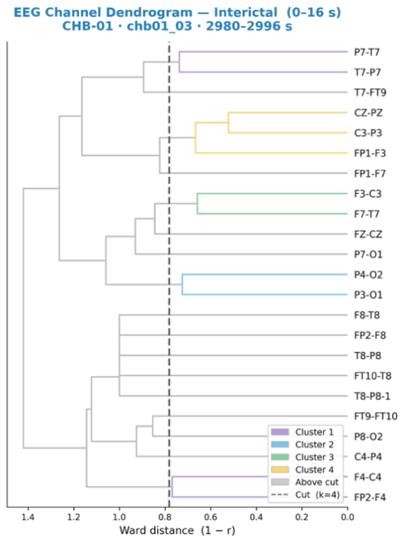 EEG Channel Dendrogram — Interictal (0–16 s)
CHB-01 · chb01_03 · 2980–2996 s
P7-T7
T7-P7
T7-FT9
CZ-PZ
C3-P3
FP1-F3
FP1-F7
F3-C3
F7-T7
FZ-CZ
P7-O1
P4-O2
P3-O1
F8-T8
FP2-F8
T8-P8
FT10-T8
T8-P8-1
FT9-FT10
P8-O2
C4-P4
F4-C4
FP2-F4
Cluster 1
Cluster 2
Cluster 3
Cluster 4
Above cut
Cut (k=4)
1.4 1.2 1.0 0.8 0.6 0.4 0.2 0.0
Ward distance (1 − r)